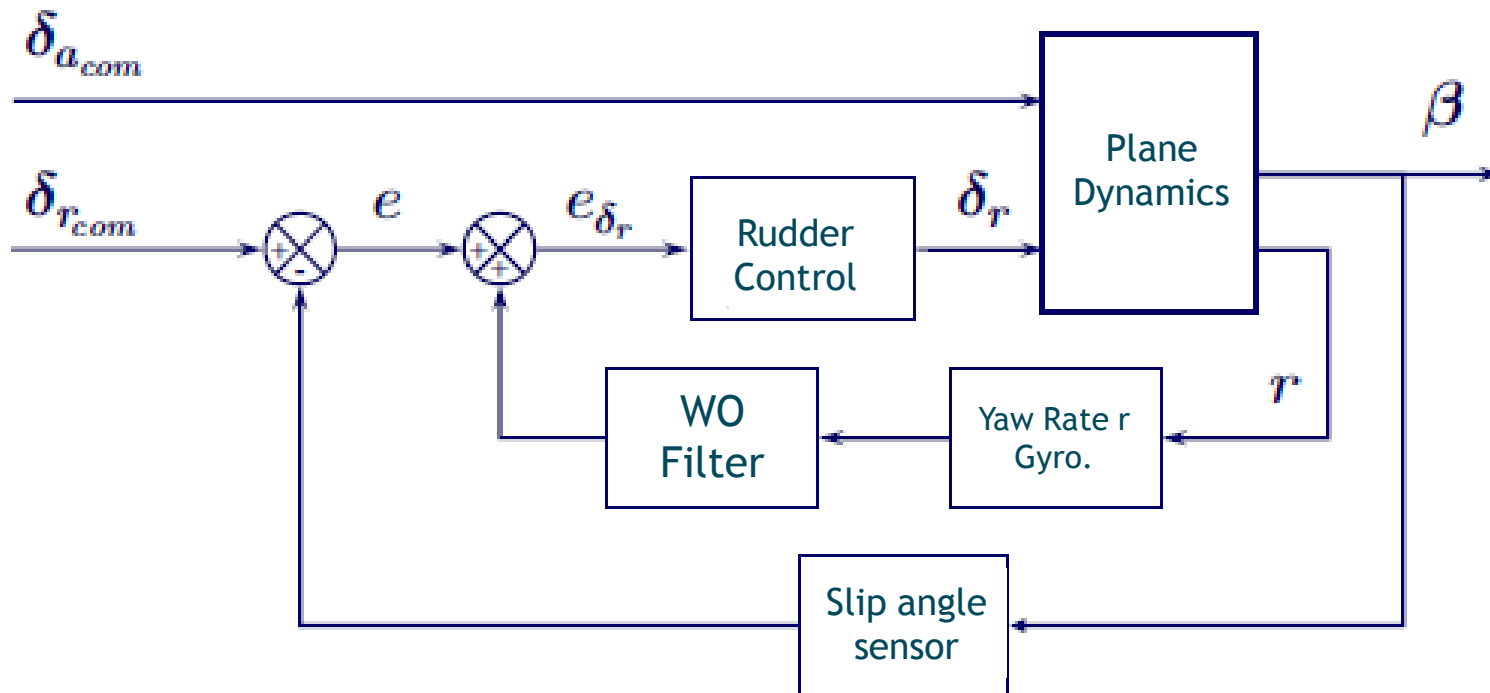 δa_com
β
Plane
Dynamics
δr_com
e
eδr
δr
+
-
+
+
Rudder
Control
r
WO
Filter
Yaw Rate r
Gyro.
Slip angle
sensor